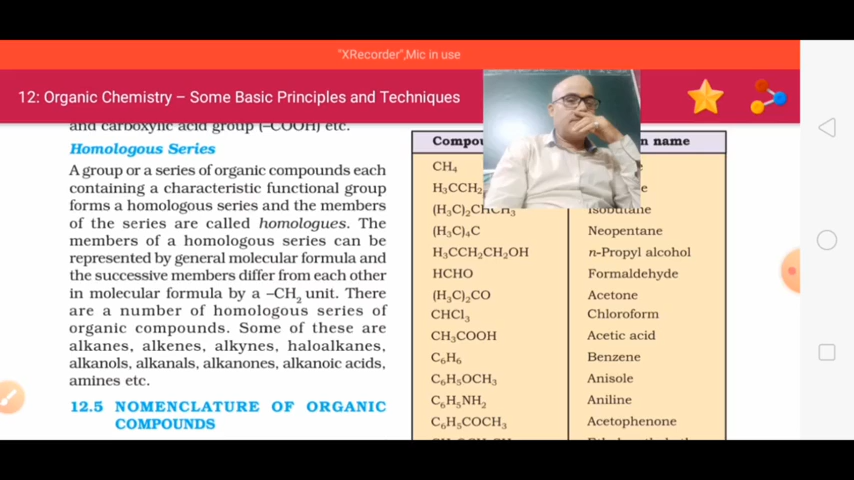 "XRecorder",Mic in use
12: Organic Chemistry – Some Basic Principles and Techniques
and carboxylic acid group (–COOH) etc.
Homologous Series
A group or a series of organic compounds each
containing a characteristic functional group
forms a homologous series and the members
of the series are called homologues. The
members of a homologous series can be
represented by general molecular formula and
the successive members differ from each other
in molecular formula by a –CH₂ unit. There
are a number of homologous series of
organic compounds. Some of these are
alkanes, alkenes, alkynes, haloalkanes,
alkanols, alkanals, alkanones, alkanoic acids,
amines etc.
12.5 NOMENCLATURE OF ORGANIC
COMPOUNDS
name
CH₄
(H₃C)₂CHCH₃ Isobutane
(H₃C)₄C Neopentane
H₃CCH₂CH₂OH n-Propyl alcohol
HCHO Formaldehyde
(H₃C)₂CO Acetone
CHCl₃ Chloroform
CH₃COOH Acetic acid
C₆H₆ Benzene
C₆H₅OCH₃ Anisole
C₆H₅NH₂ Aniline
C₆H₅COCH₃ Acetophenone